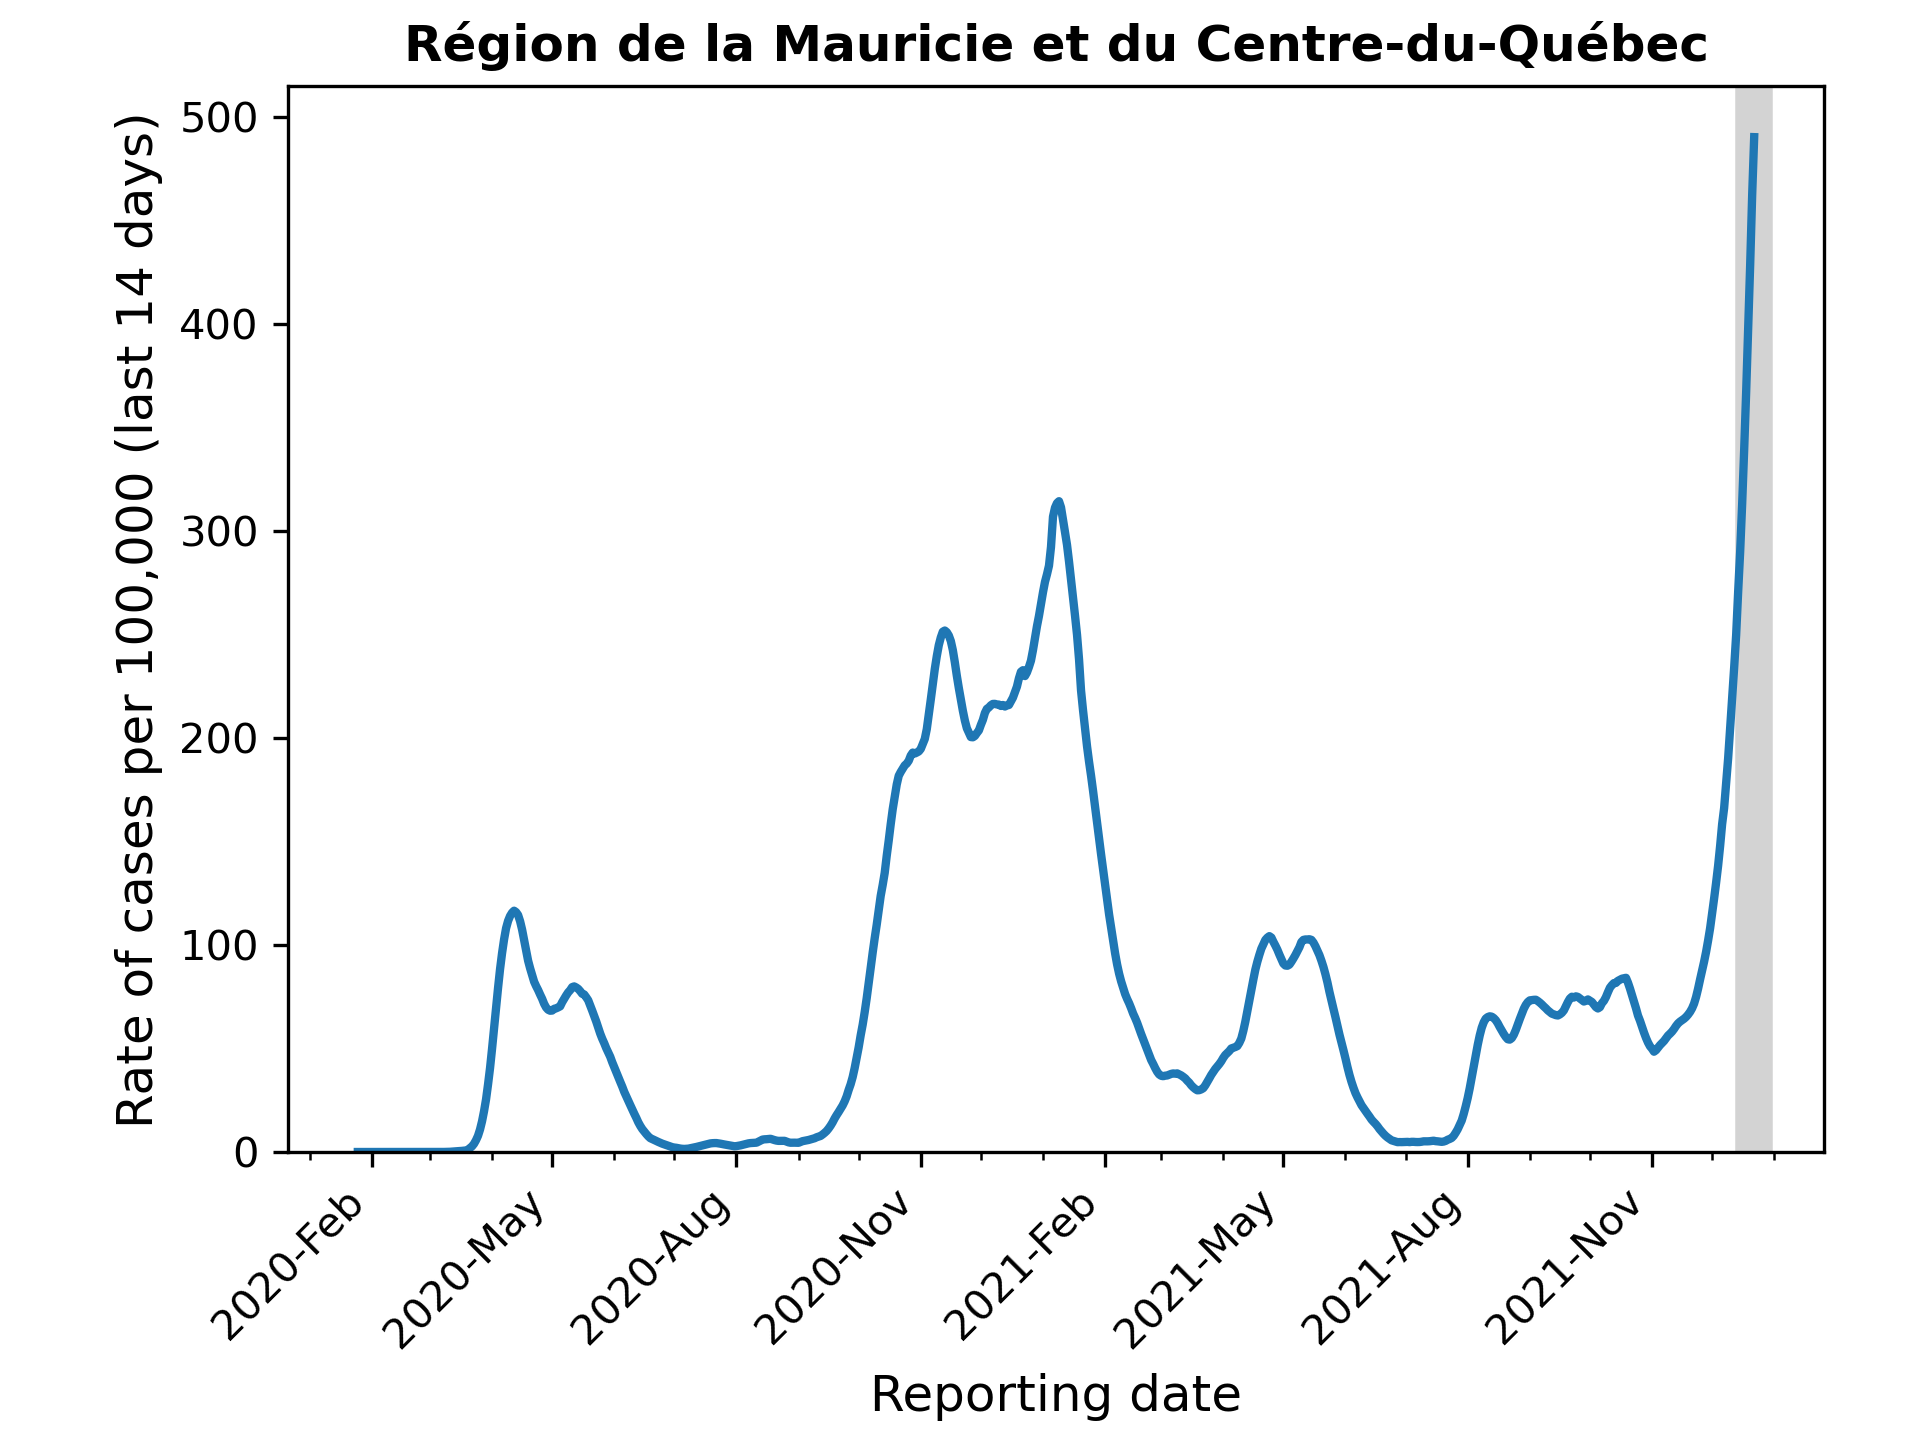 Région de la Mauricie et du Centre-du-Québec
Rate of cases per 100,000 (last 14 days)
500
400
300
200
100
0
2020-Feb
2020-May
2020-Aug
2020-Nov
2021-Feb
2021-May
2021-Aug
2021-Nov
Reporting date